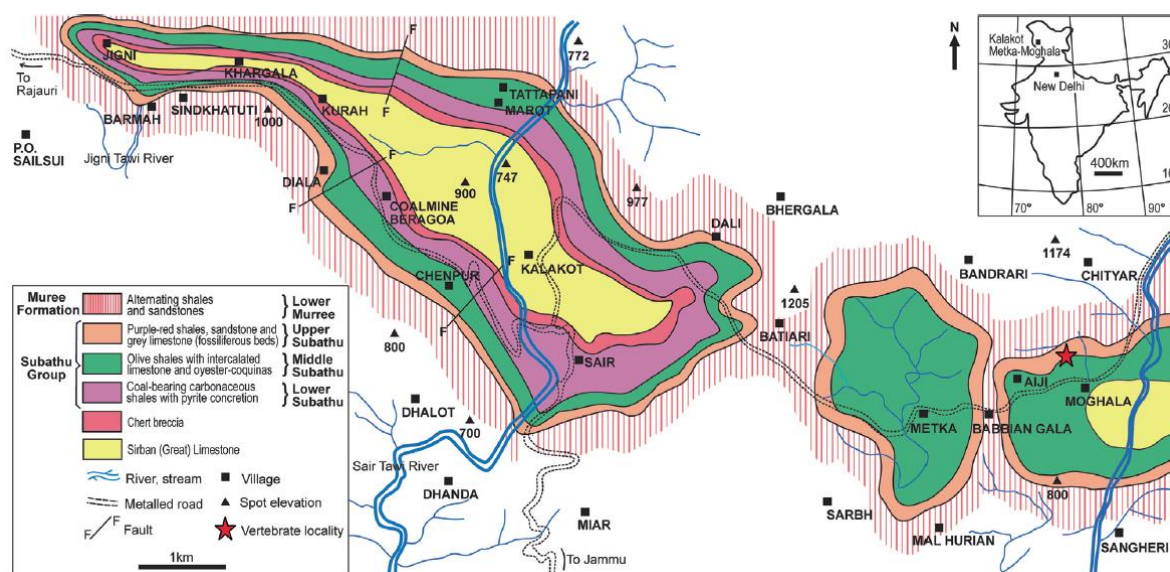 772
N
Kalakot
Metka-Moghala
New Delhi
30
20
10
400km
70°
80°
90°
JIGNI
To
Rajauri
KHARGALA
F
F
TATTAPANI
MAROT
KURAH
SINDKHATUTI
BARMAH
1000
P.O.
SAILSUI
Jigni Tawi River
DIALA
F
F
747
900
977
COALMINE
BERAGOA
BHERGALA
DALI
1174
BANDRARI
CHITYAR
KALAKOT
F
F
CHENPUR
1205
BATIARI
800
SAIR
AIJI
MOGHALA
METKA
BABBIAN GALA
DHALOT
700
Sair Tawi River
DHANDA
MIAR
To Jammu
SARBH
MAL HURIAN
800
SANGHERI
Muree
Formation
Alternating shales
and sandstones
Lower
Murree
Subathu
Group
Purple-red shales, sandstone and
grey limestone (fossiliferous beds)
Upper
Subathu
Olive shales with intercalated
limestone and oyester-coquinas
Middle
Subathu
Coal-bearing carbonaceous
shales with pyrite concretion
Lower
Subathu
Chert breccia
Sirban (Great) Limestone
River, stream
Village
Metalled road
Spot elevation
F
F
Fault
Vertebrate locality
1km